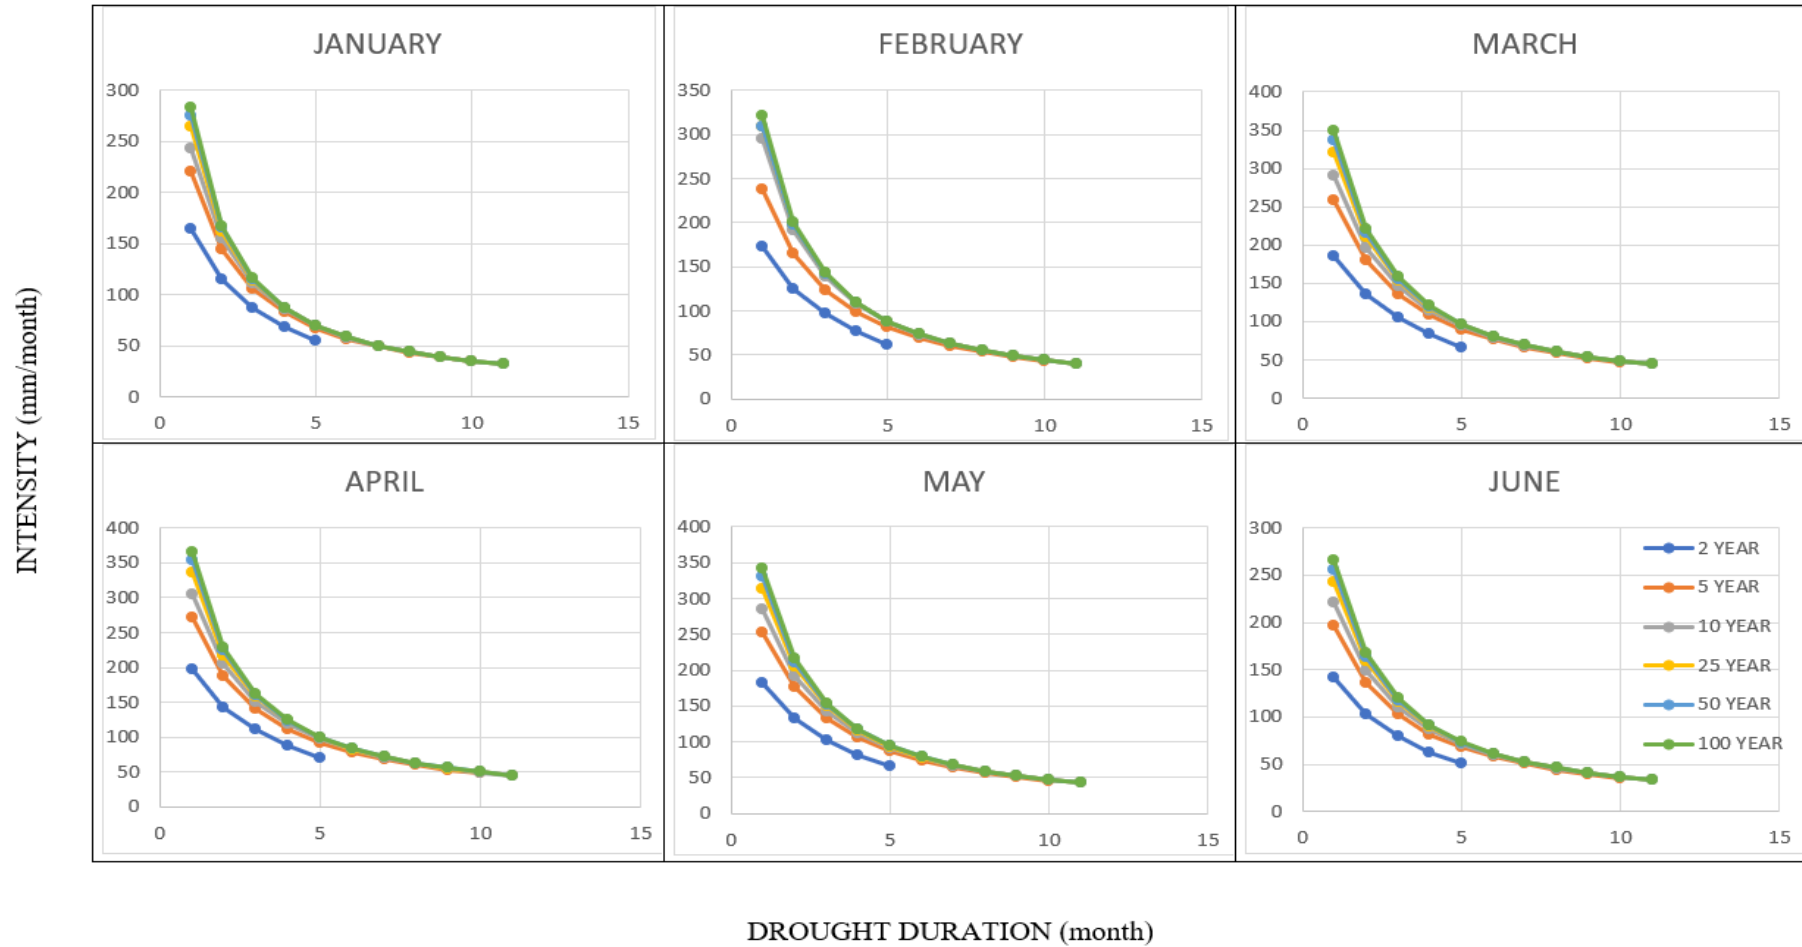 JANUARY
300
250
200
150
100
50
0
0 5 10 15
FEBRUARY
350
300
250
200
150
100
50
0
0 5 10 15
MARCH
400
350
300
250
200
150
100
50
0
0 5 10 15
INTENSITY (mm/month)
APRIL
400
350
300
250
200
150
100
50
0
0 5 10 15
MAY
400
350
300
250
200
150
100
50
0
0 5 10 15
JUNE
300
250
200
150
100
50
0
0 5 10 15
2 YEAR
5 YEAR
10 YEAR
25 YEAR
50 YEAR
100 YEAR
DROUGHT DURATION (month)